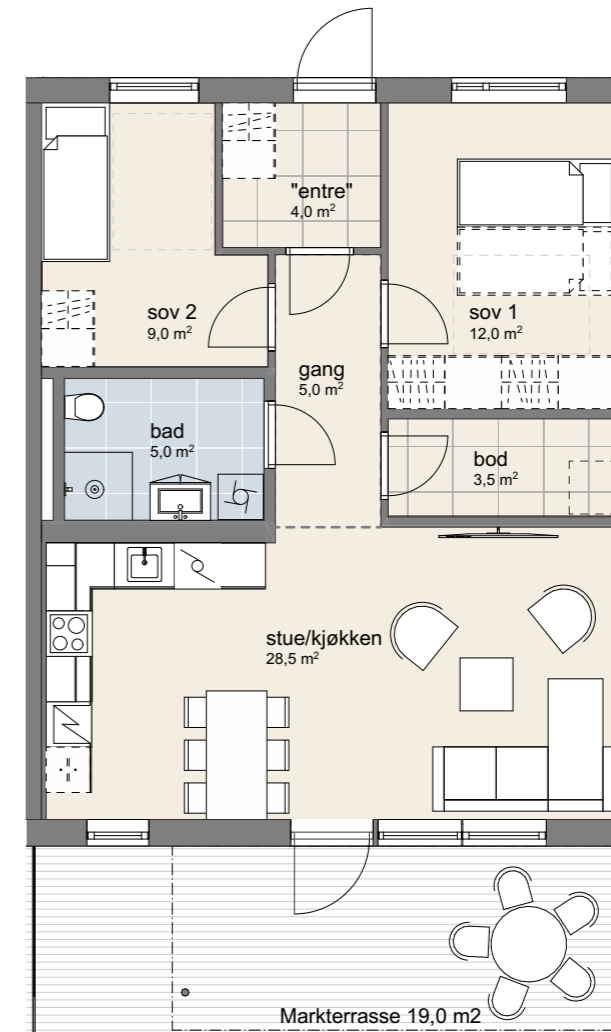 "entre"
4,0 m²
sov 2
9,0 m²
sov 1
12,0 m²
gang
5,0 m²
bad
5,0 m²
bod
3,5 m²
stue/kjøkken
28,5 m²
Markterrasse 19,0 m2